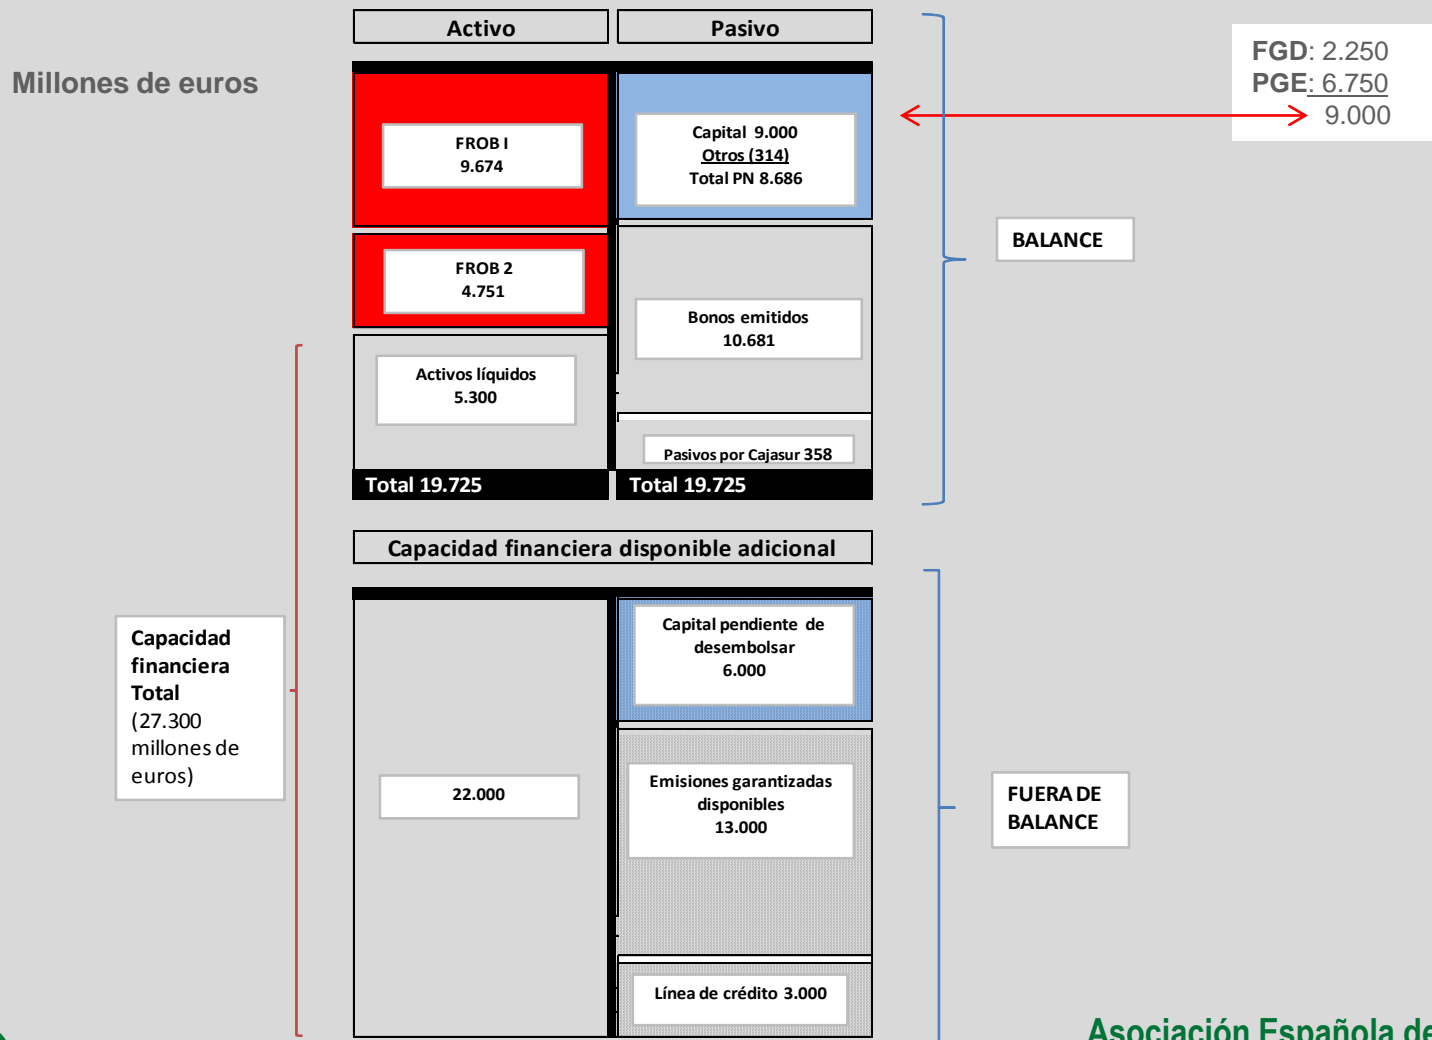 Activo
Pasivo
FGD: 2.250
PGE: 6.750
9.000
Millones de euros
FROB I
9.674
Capital 9.000
Otros (314)
Total PN 8.686
BALANCE
FROB 2
4.751
Bonos emitidos
10.681
Activos líquidos
5.300
Pasivos por Cajasur 358
Total 19.725
Total 19.725
Capacidad financiera disponible adicional
Capital pendiente de
desembolsar
6.000
Capacidad
financiera
Total
(27.300
millones de
euros)
22.000
Emisiones garantizadas
disponibles
13.000
FUERA DE
BALANCE
Línea de crédito 3.000
Asociación Española de